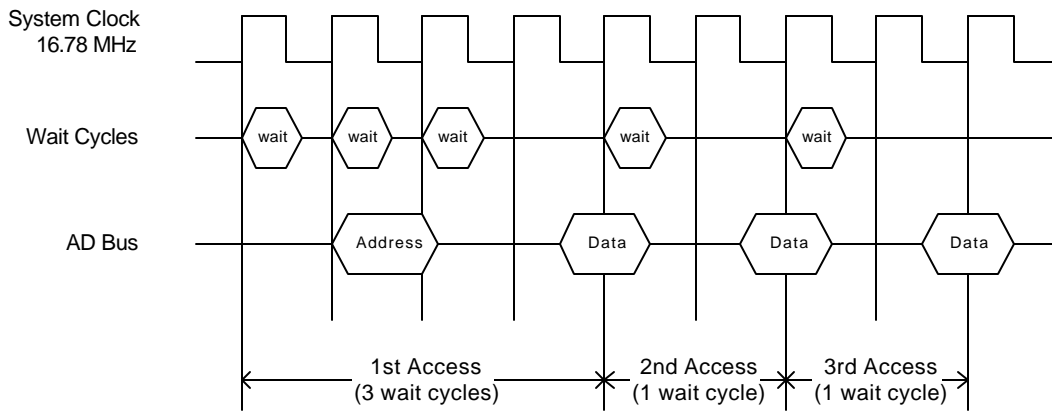 System Clock
16.78 MHz
Wait Cycles
wait
wait
wait
wait
wait
AD Bus
Address
Data
Data
Data
1st Access
(3 wait cycles)
2nd Access
(1 wait cycle)
3rd Access
(1 wait cycle)